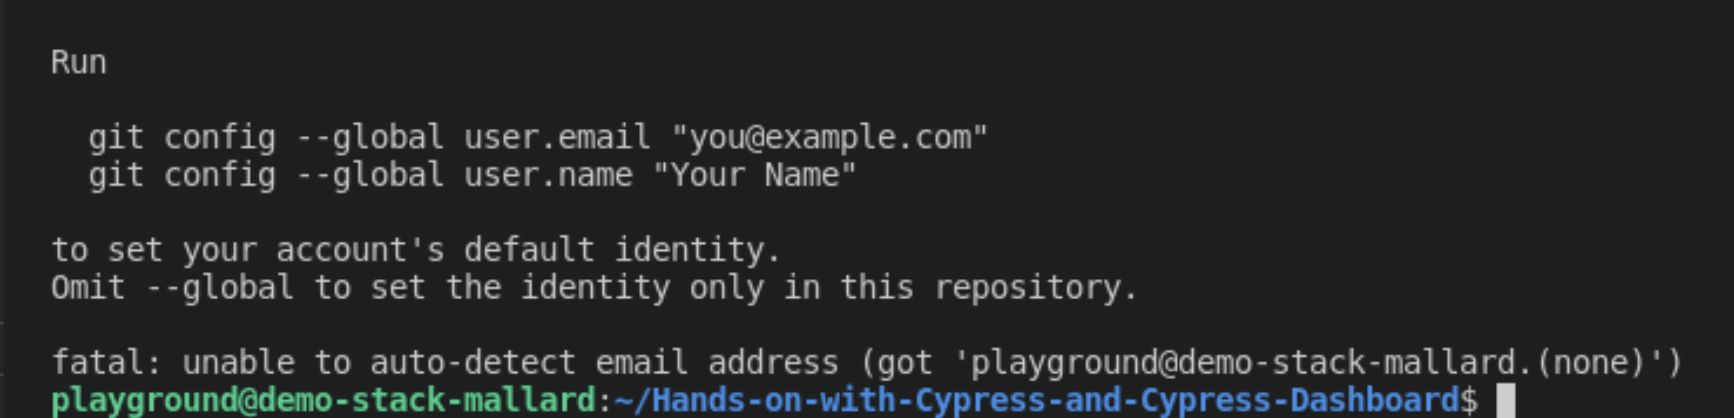 Run
git config --global user.email "you@example.com"
git config --global user.name "Your Name"
to set your account's default identity.
Omit --global to set the identity only in this repository.
fatal: unable to auto-detect email address (got 'playground@demo-stack-mallard.(none)')
playground@demo-stack-mallard:~/Hands-on-with-Cypress-and-Cypress-Dashboard$